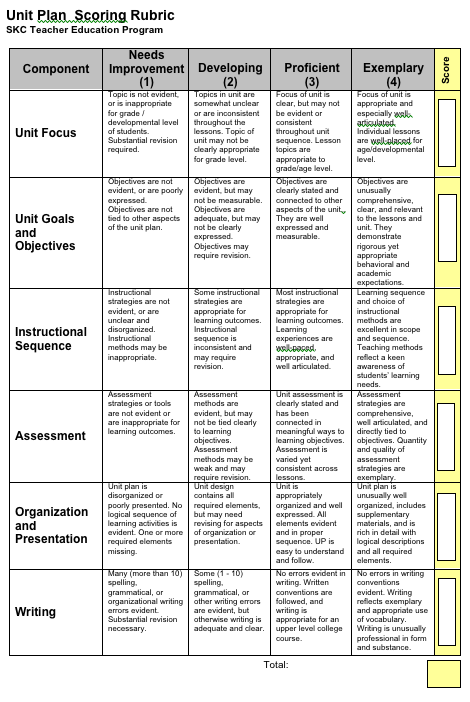 Unit Plan Scoring Rubric
SKC Teacher Education Program
Component
Needs
Improvement
(1)
Developing
(2)
Proficient
(3)
Exemplary
(4)
Score
Unit Focus
Topic is not evident,
or is inappropriate
for grade /
developmental level
of students.
Substantial revision
required.
Topics in unit are
somewhat unclear
or are inconsistent
throughout the
lessons. Topic of
unit may not be
clearly appropriate
for grade level.
Focus of unit is
clear, but may not
be evident or
consistent
throughout unit
sequence. Lesson
topics are
appropriate to
grade/age level.
Focus of unit is
appropriate and
especially well-
articulated.
Individual lessons
are well-placed for
age/developmental
level.
Unit Goals
and
Objectives
Objectives are not
evident, or are poorly
expressed.
Objectives are not
tied to other aspects
of the unit plan.
Objectives are
evident, but may
not be measurable.
Objectives are
adequate, but may
not be clearly
expressed.
Objectives may
require revision.
Objectives are
clearly stated and
connected to other
aspects of the unit.
They are well
expressed and
measurable.
Objectives are
unusually
comprehensive,
clear, and relevant
to the lessons and
unit. They
demonstrate
rigorous yet
appropriate
behavioral and
academic
expectations.
Instructional
Sequence
Instructional
strategies are not
evident, or are
unclear and
disorganized.
Instructional
methods may be
inappropriate.
Some instructional
strategies are
appropriate for
learning outcomes.
Instructional
sequence is
inconsistent and
may require
revision.
Most instructional
strategies are
appropriate for
learning outcomes.
Learning
experiences are
well-paced,
appropriate, and
well articulated.
Learning sequence
and choice of
instructional
methods are
excellent in scope
and sequence.
Teaching methods
reflect a keen
awareness of
students' learning
needs.
Assessment
Assessment
strategies or tools
are not evident or
are inappropriate for
learning outcomes.
Assessment
methods are
evident, but may
not be tied clearly
to learning
objectives.
Assessment
methods may be
weak and may
require revision.
Unit assessment is
clearly stated and
has been
connected in
meaningful ways to
learning objectives.
Assessment is
varied yet
consistent across
lessons.
Assessment
strategies are
comprehensive,
well articulated, and
directly tied to
objectives. Quantity
and quality of
assessment
strategies are
exemplary.
Organization
and
Presentation
Unit plan is
disorganized or
poorly presented. No
logical sequence of
learning activities is
evident. One or more
required elements
missing.
Unit design
contains all
required elements,
but may need
revising for aspects
of organization or
presentation.
Unit is
appropriately
organized and well
expressed. All
elements evident
and in proper
sequence. UP is
easy to understand
and follow.
Unit plan is
unusually well
organized, includes
supplementary
materials, and is
rich in detail with
logical descriptions
and all required
elements.
Writing
Many (more than 10)
spelling,
grammatical, or
organizational writing
errors evident.
Substantial revision
necessary.
Some (1 - 10)
spelling,
grammatical, or
other writing errors
are evident, but
otherwise writing is
adequate and clear.
No errors evident in
writing. Written
conventions are
followed, and
writing is
appropriate for an
upper level college
course.
No errors in writing
conventions
evident. Writing
reflects exemplary
and appropriate use
of vocabulary.
Writing is unusually
professional in form
and substance.
Total: